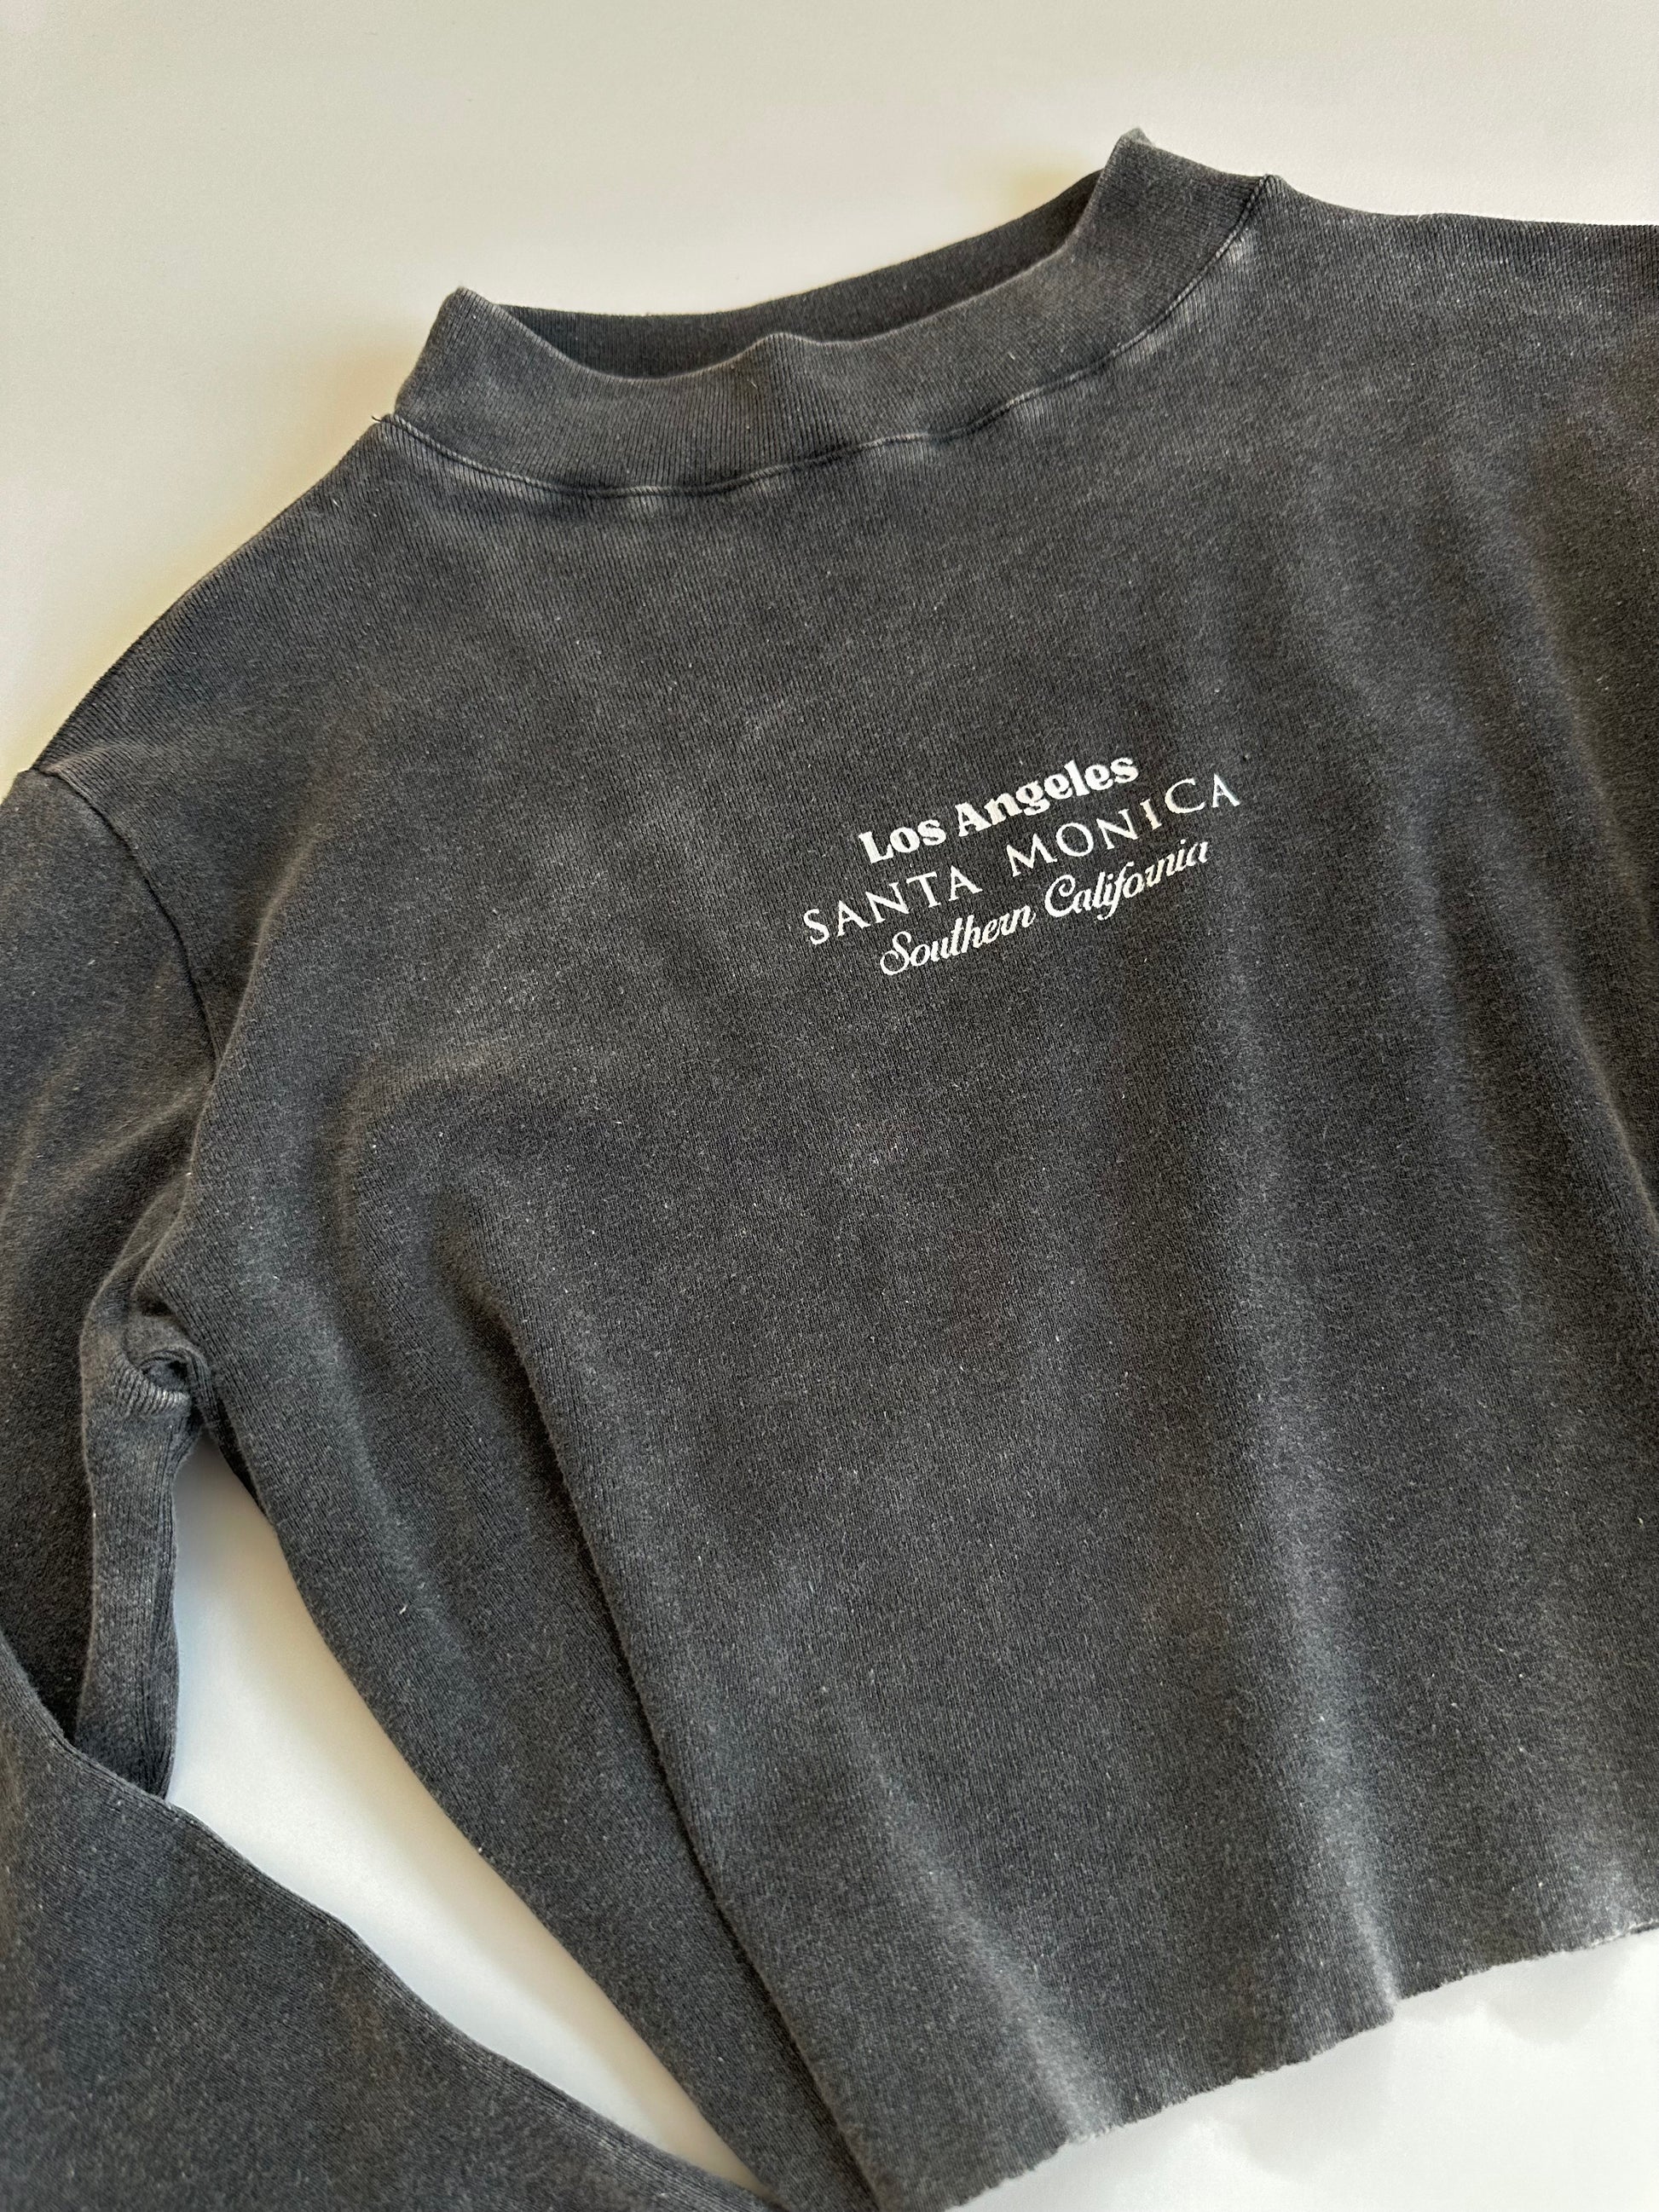 Los Angeles
SANTA MONICA
Southern California